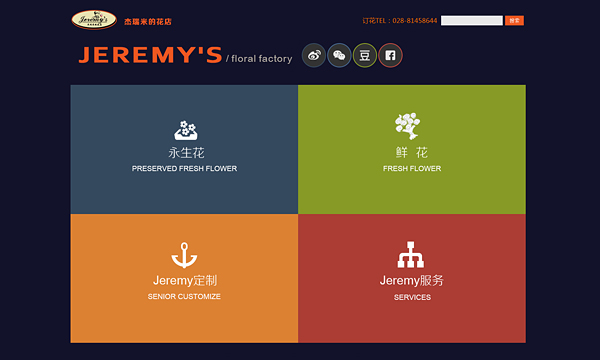 Jeremy's
杰瑞米的花店
订花TEL：028-81458644
搜索
JEREMY'S / floral factory
豆
永生花
PRESERVED FRESH FLOWER
鲜 花
FRESH FLOWER
Jeremy定制
SENIOR CUSTOMIZE
Jeremy服务
SERVICES